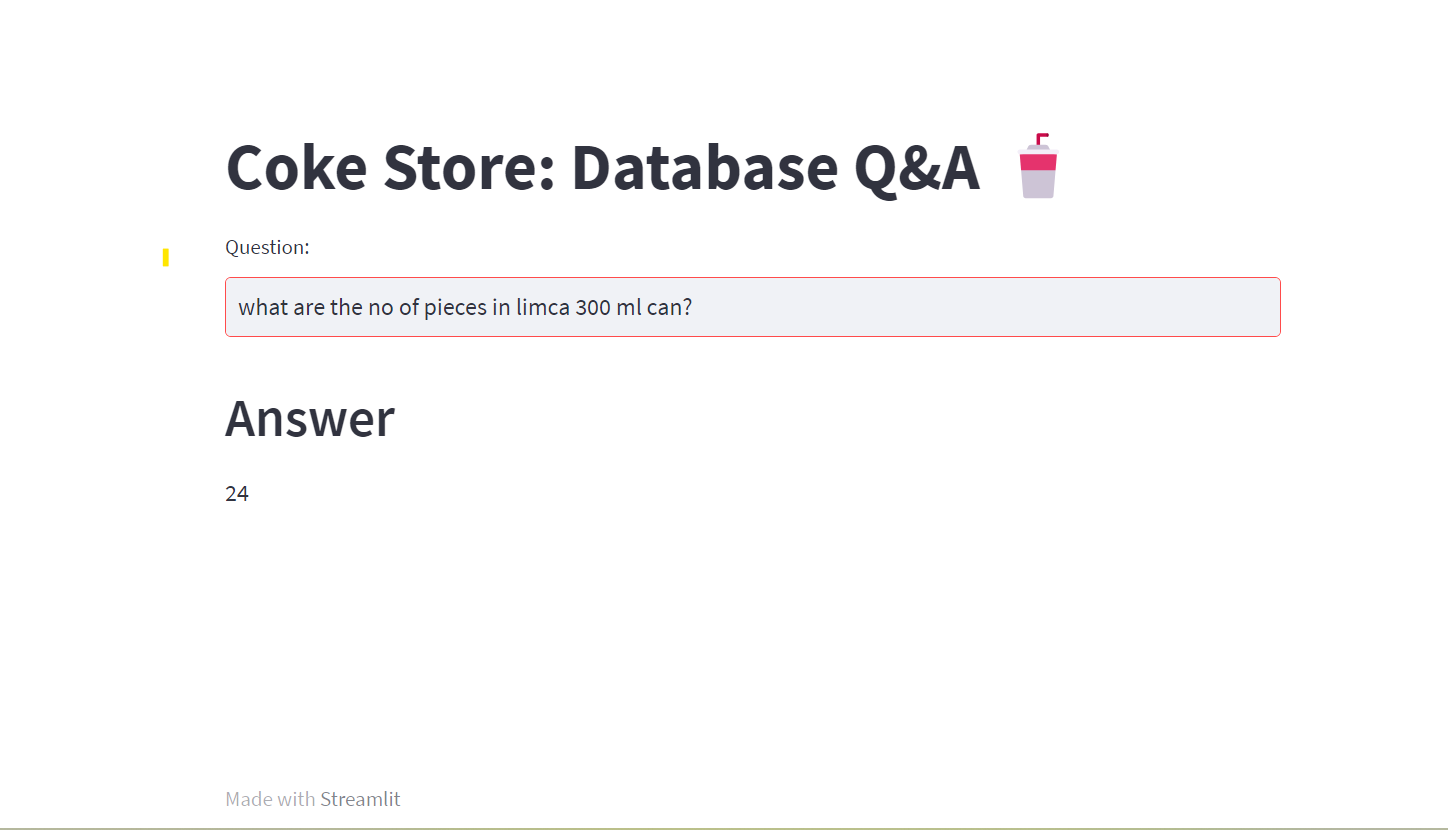 Coke Store: Database Q&A
Question:
what are the no of pieces in limca 300 ml can?
Answer
24
Made with Streamlit